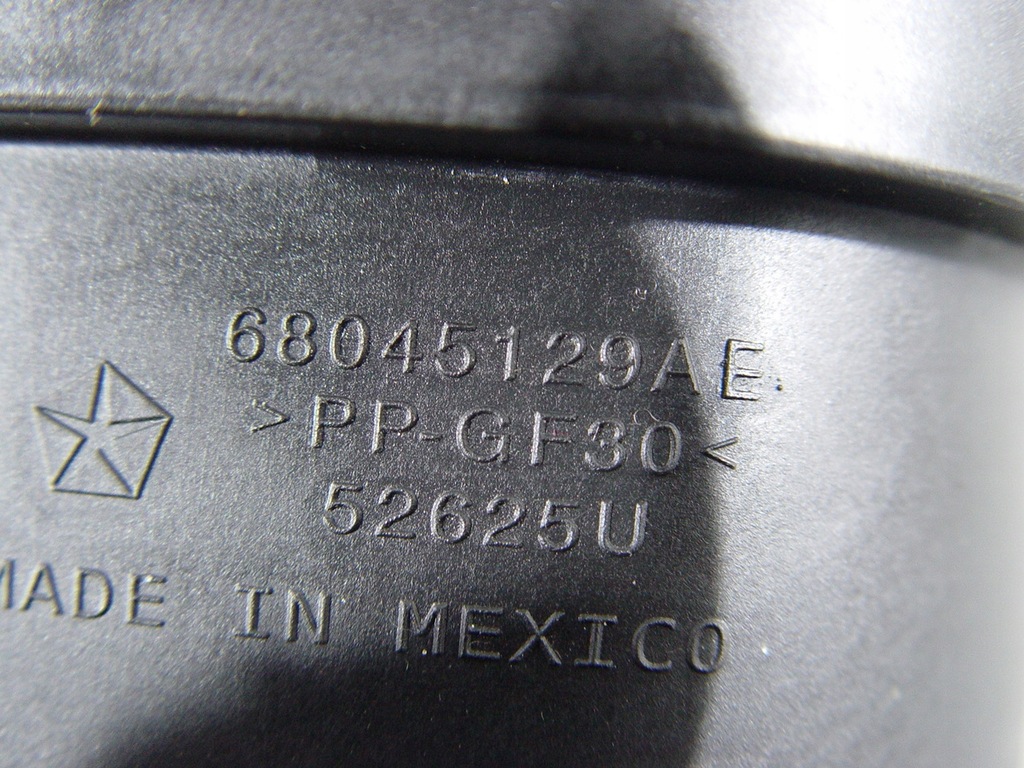 68045129AE
>PP-GF30<
52625U
MADE IN MEXICO